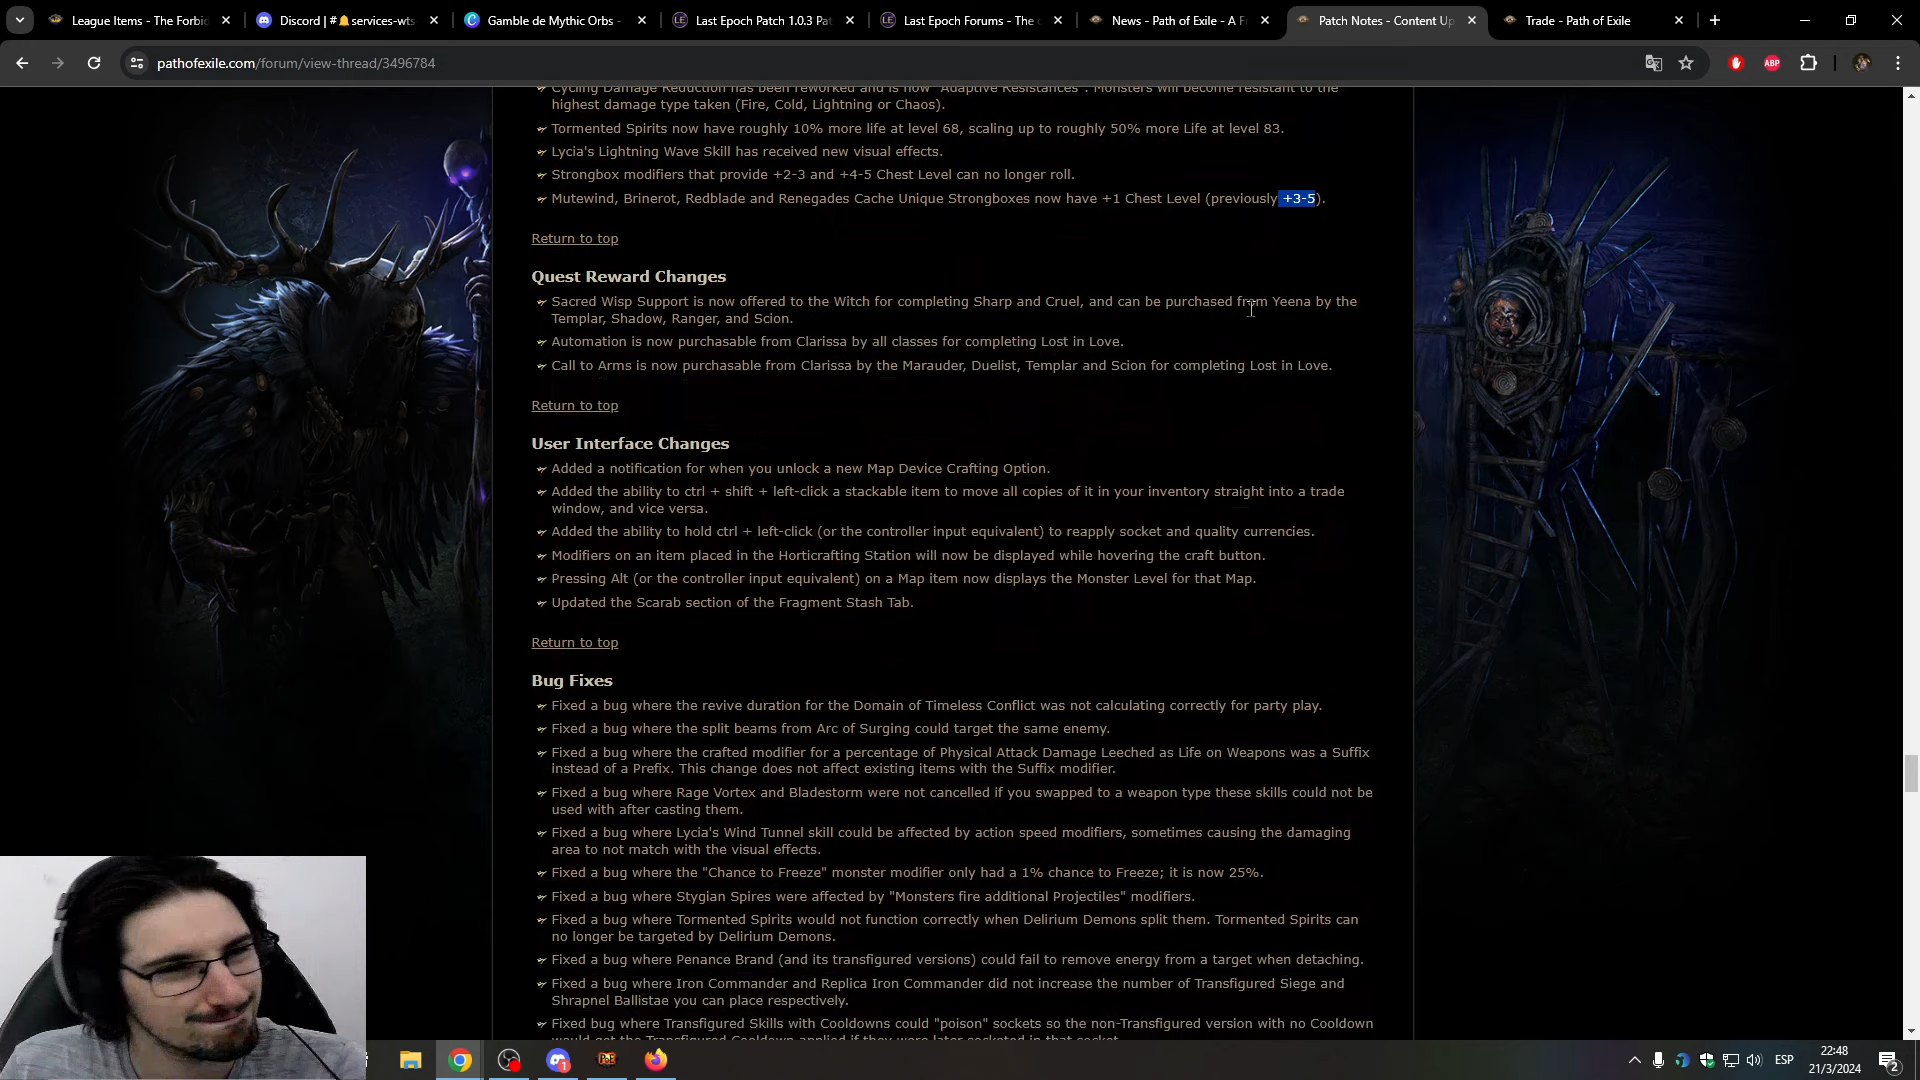 League Items - The Forbid
Discord | #🔔services-wts
Gamble de Mythic Orbs -
Last Epoch Patch 1.0.3 Pat
Last Epoch Forums - The o
News - Path of Exile - A Fr
Patch Notes - Content Up
Trade - Path of Exile
pathofexile.com/forum/view-thread/3496784
ABP
Cycling Damage Reduction has been reworked and is now "Adaptive Resistances". Monsters will become resistant to the
highest damage type taken (Fire, Cold, Lightning or Chaos).
Tormented Spirits now have roughly 10% more life at level 68, scaling up to roughly 50% more Life at level 83.
Lycia's Lightning Wave Skill has received new visual effects.
Strongbox modifiers that provide +2-3 and +4-5 Chest Level can no longer roll.
Mutewind, Brinerot, Redblade and Renegades Cache Unique Strongboxes now have +1 Chest Level (previously +3-5).
Return to top
Quest Reward Changes
Sacred Wisp Support is now offered to the Witch for completing Sharp and Cruel, and can be purchased from Yeena by the
Templar, Shadow, Ranger, and Scion.
Automation is now purchasable from Clarissa by all classes for completing Lost in Love.
Call to Arms is now purchasable from Clarissa by the Marauder, Duelist, Templar and Scion for completing Lost in Love.
Return to top
User Interface Changes
Added a notification for when you unlock a new Map Device Crafting Option.
Added the ability to ctrl + shift + left-click a stackable item to move all copies of it in your inventory straight into a trade
window, and vice versa.
Added the ability to hold ctrl + left-click (or the controller input equivalent) to reapply socket and quality currencies.
Modifiers on an item placed in the Horticrafting Station will now be displayed while hovering the craft button.
Pressing Alt (or the controller input equivalent) on a Map item now displays the Monster Level for that Map.
Updated the Scarab section of the Fragment Stash Tab.
Return to top
Bug Fixes
Fixed a bug where the revive duration for the Domain of Timeless Conflict was not calculating correctly for party play.
Fixed a bug where the split beams from Arc of Surging could target the same enemy.
Fixed a bug where the crafted modifier for a percentage of Physical Attack Damage Leeched as Life on Weapons was a Suffix
instead of a Prefix. This change does not affect existing items with the Suffix modifier.
Fixed a bug where Rage Vortex and Bladestorm were not cancelled if you swapped to a weapon type these skills could not be
used with after casting them.
Fixed a bug where Lycia's Wind Tunnel skill could be affected by action speed modifiers, sometimes causing the damaging
area to not match with the visual effects.
Fixed a bug where the "Chance to Freeze" monster modifier only had a 1% chance to Freeze; it is now 25%.
Fixed a bug where Stygian Spires were affected by "Monsters fire additional Projectiles" modifiers.
Fixed a bug where Tormented Spirits would not function correctly when Delirium Demons split them. Tormented Spirits can
no longer be targeted by Delirium Demons.
Fixed a bug where Penance Brand (and its transfigured versions) could fail to remove energy from a target when detaching.
Fixed a bug where Iron Commander and Replica Iron Commander did not increase the number of Transfigured Siege and
Shrapnel Ballistae you can place respectively.
Fixed bug where Transfigured Skills with Cooldowns could "poison" sockets so the non-Transfigured version with no Cooldown
would get the Transfigured Cooldown applied if they were later socketed in that socket.
ESP
22:48
21/3/2024
2